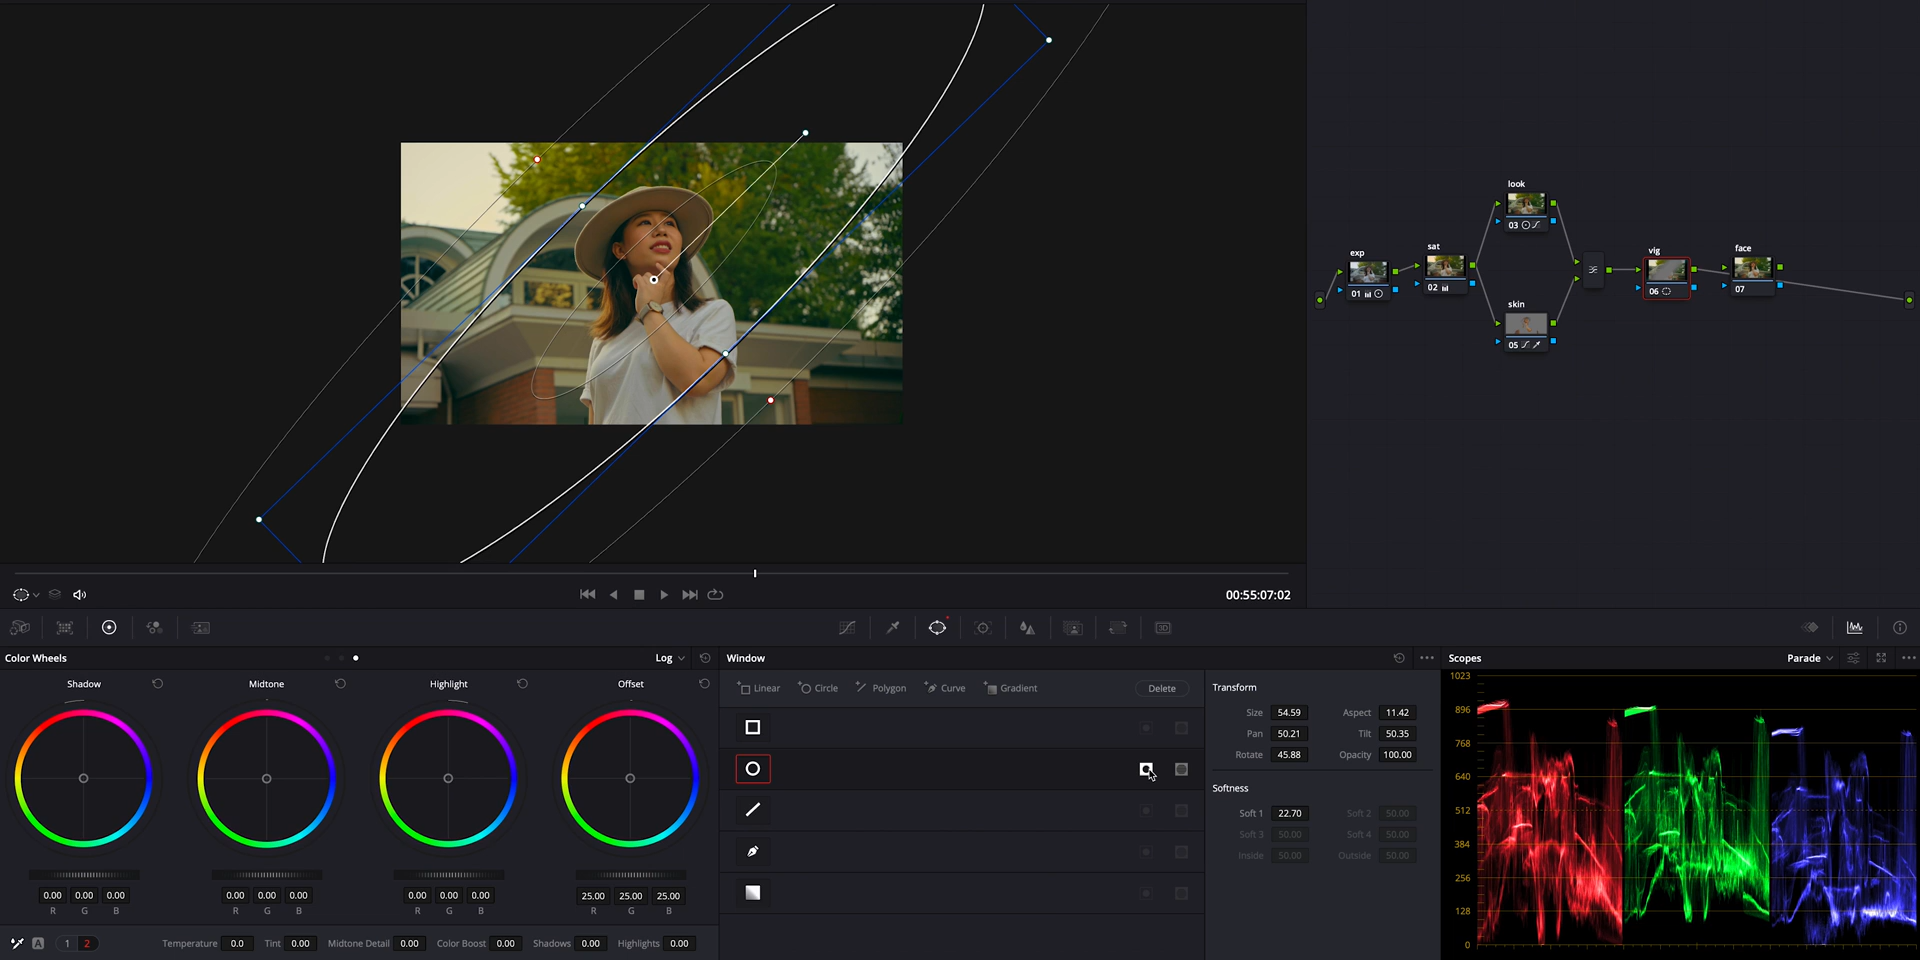 look
03
exp
01
sat
02
vig
06
face
07
skin
05
00:55:07:02
3D
Color Wheels
Log
Window
Scopes
Parade
Shadow
Midtone
Highlight
Offset
Linear
Circle
Polygon
Curve
Gradient
Delete
Transform
Size 54.59 Aspect 11.42
Pan 50.21 Tilt 50.35
Rotate 45.88 Opacity 100.00
Softness
Soft 1 22.70 Soft 2 50.00
Soft 3 50.00 Soft 4 50.00
Inside 50.00 Outside 50.00
1023
896
768
640
512
384
256
128
0
0.00 0.00 0.00 0.00 0.00 0.00 0.00 0.00 0.00 25.00 25.00 25.00
R G B R G B R G B R G B
A 1 2 Temperature 0.0 Tint 0.00 Midtone Detail 0.00 Color Boost 0.00 Shadows 0.00 Highlights 0.00